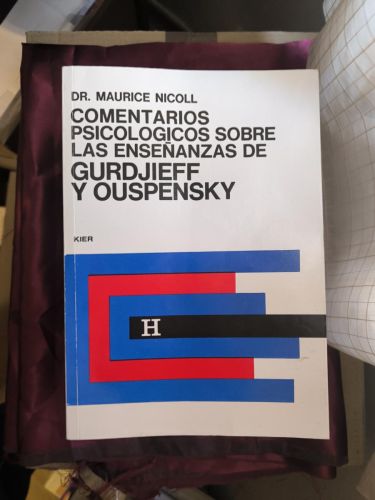 DR. MAURICE NICOLL
COMENTARIOS
PSICOLOGICOS SOBRE
LAS ENSEÑANZAS DE
GURDJIEFF
Y OUSPENSKY
KIER
H